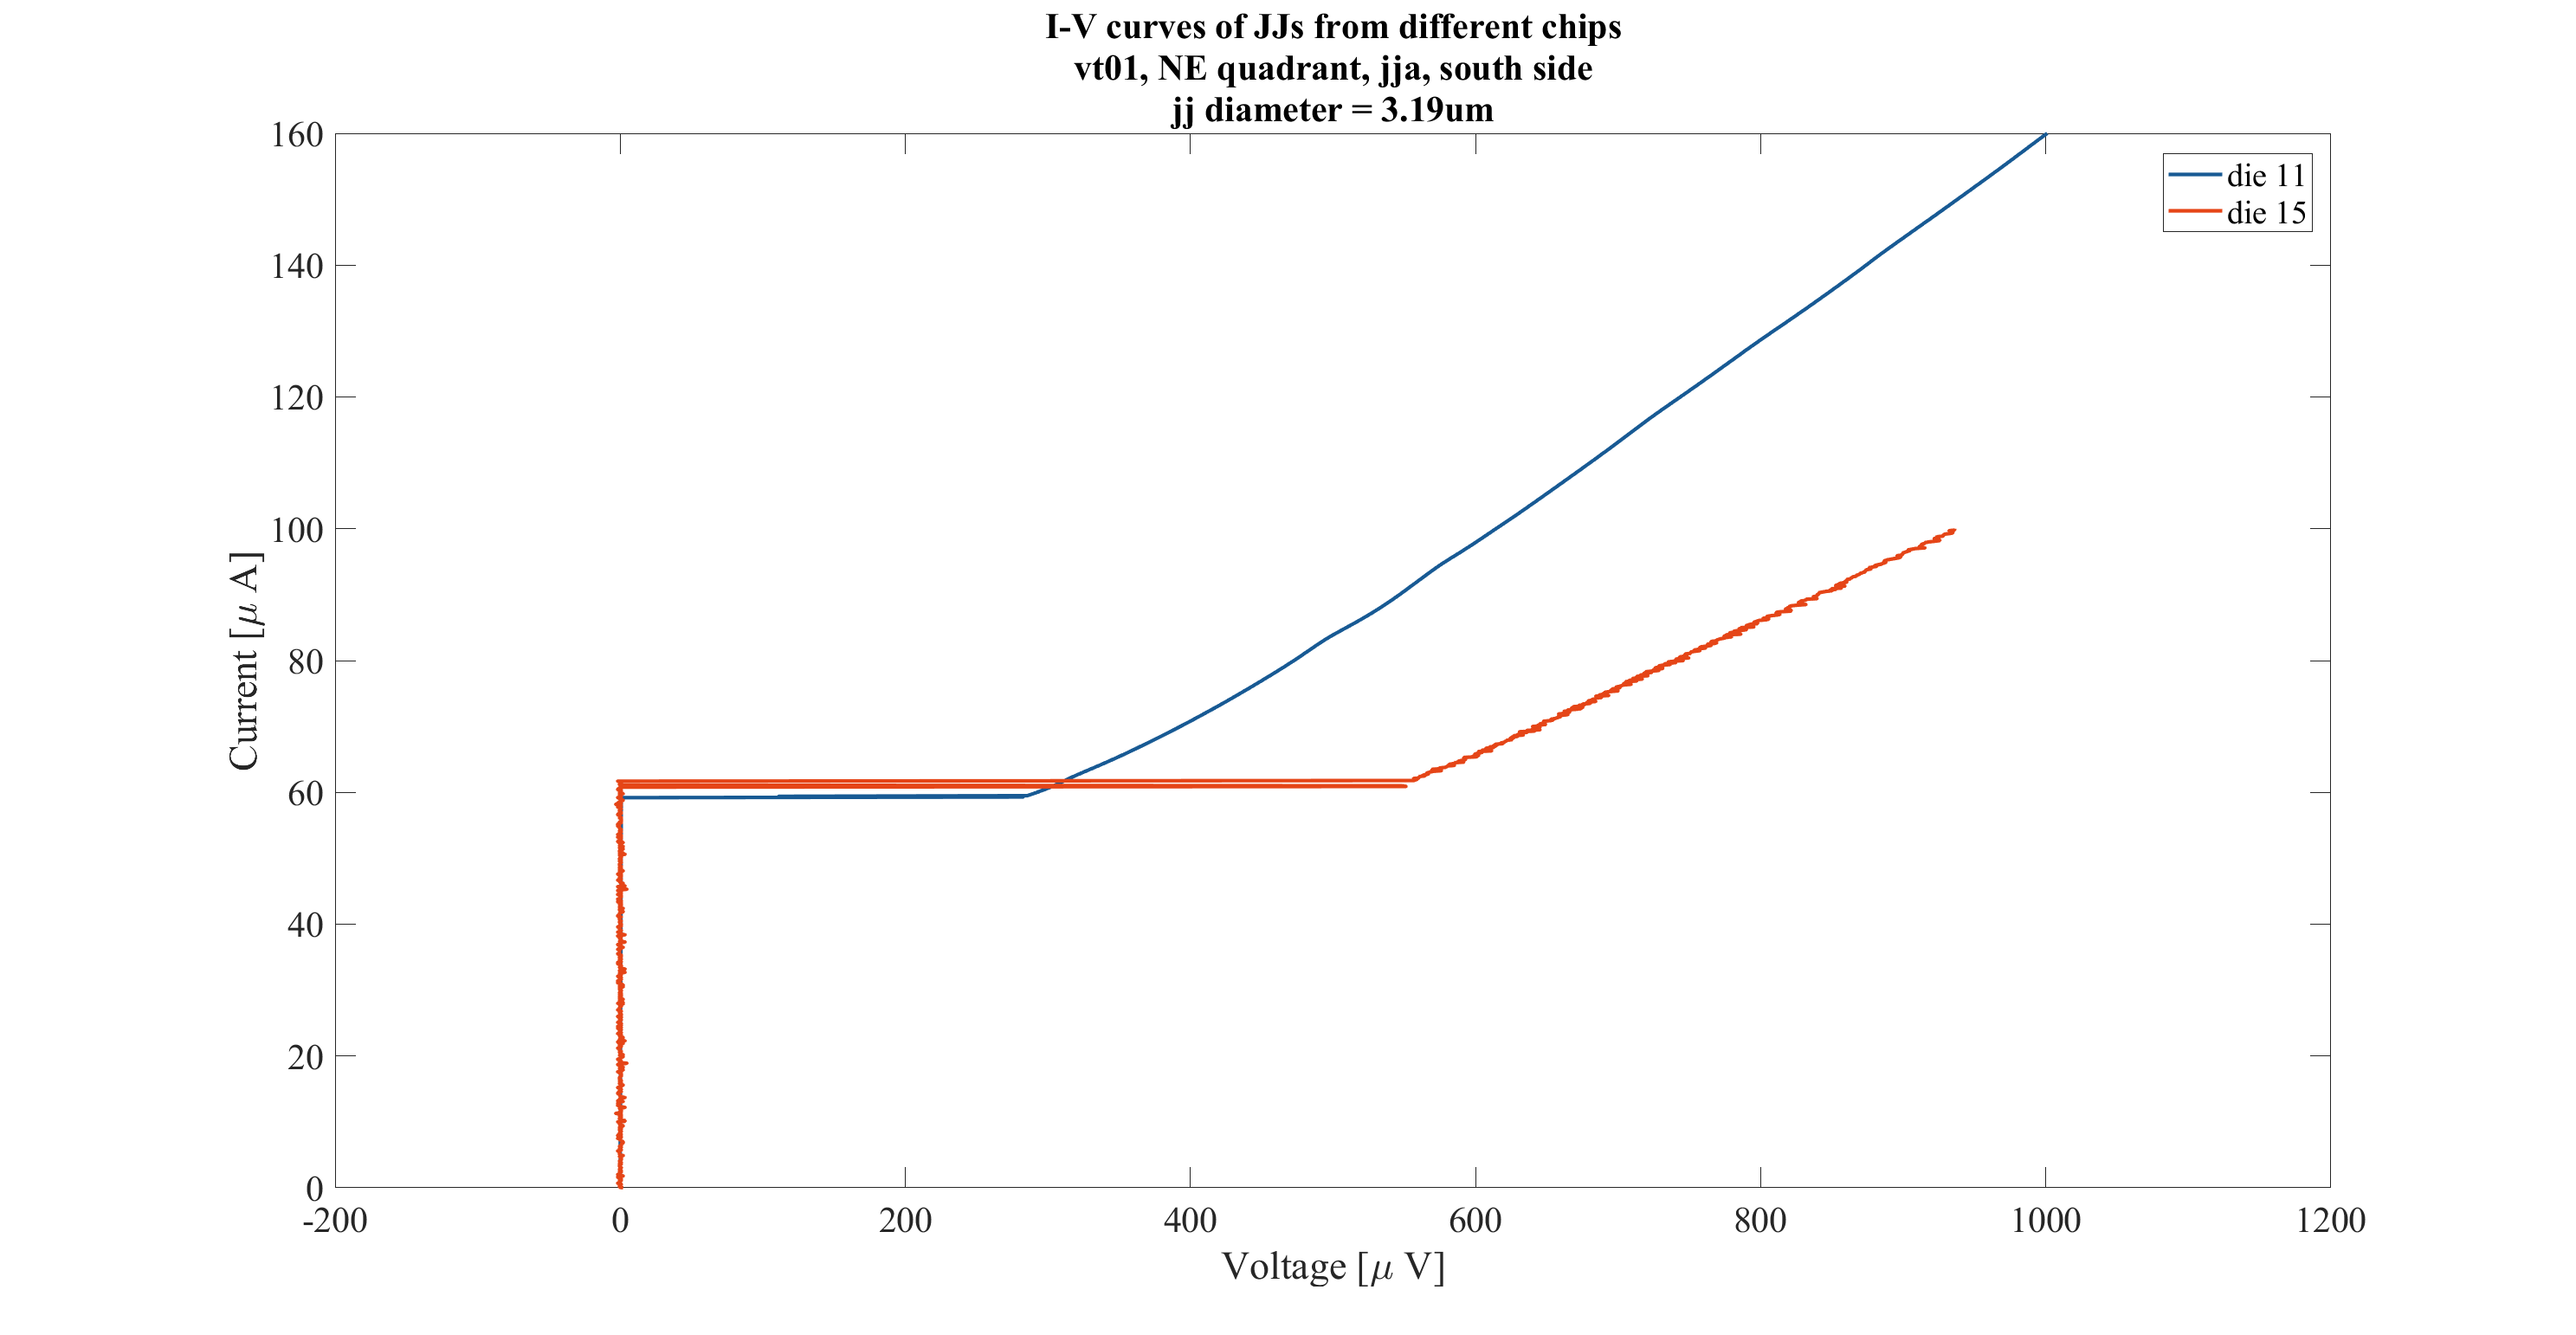 I-V curves of JJs from different chips
vt01, NE quadrant, jja, south side
jj diameter = 3.19um
160
140
120
100
80
60
40
20
0
Current [μ A]
die 11
die 15
-200 0 200 400 600 800 1000 1200
Voltage [μ V]